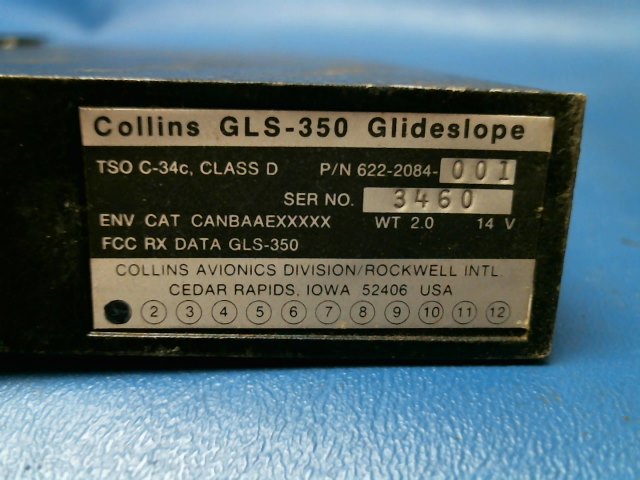 Collins GLS-350 Glideslope
TSO C-34c, CLASS D P/N 622-2084-001
SER NO. 3460
ENV CAT CANBAAEXXXXX WT 2.0 14 V
FCC RX DATA GLS-350
COLLINS AVIONICS DIVISION/ROCKWELL INTL
CEDAR RAPIDS, IOWA 52406 USA
2 3 4 5 6 7 8 9 10 11 12